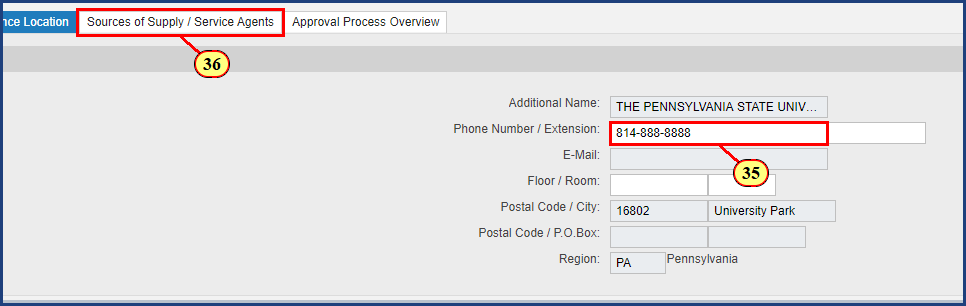 nce Location Sources of Supply / Service Agents Approval Process Overview
36
Additional Name: THE PENNSYLVANIA STATE UNIV...
Phone Number / Extension: 814-888-8888
E-Mail:
35
Floor / Room:
Postal Code / City: 16802 University Park
Postal Code / P.O.Box:
Region: PA Pennsylvania